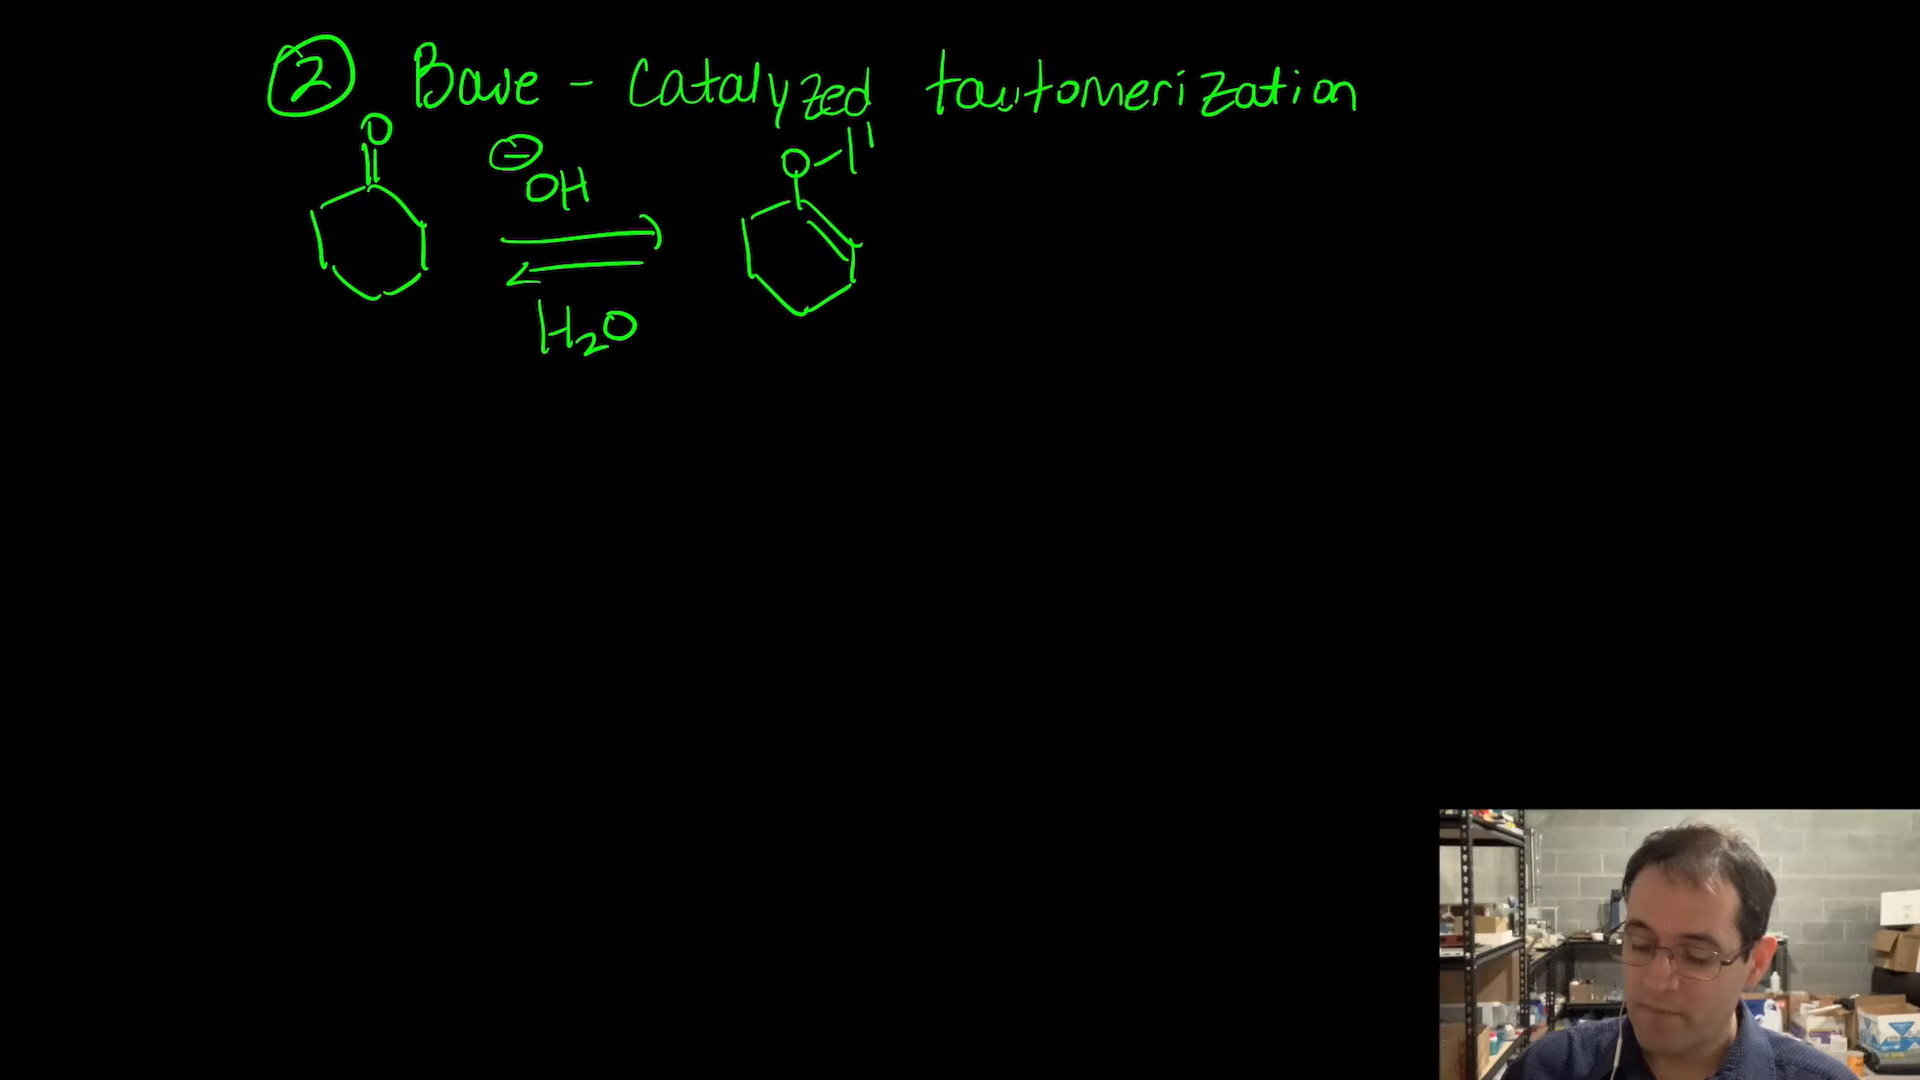 ② Base - Catalyzed tautomerization
O
⊖
OH
O-
H₂O